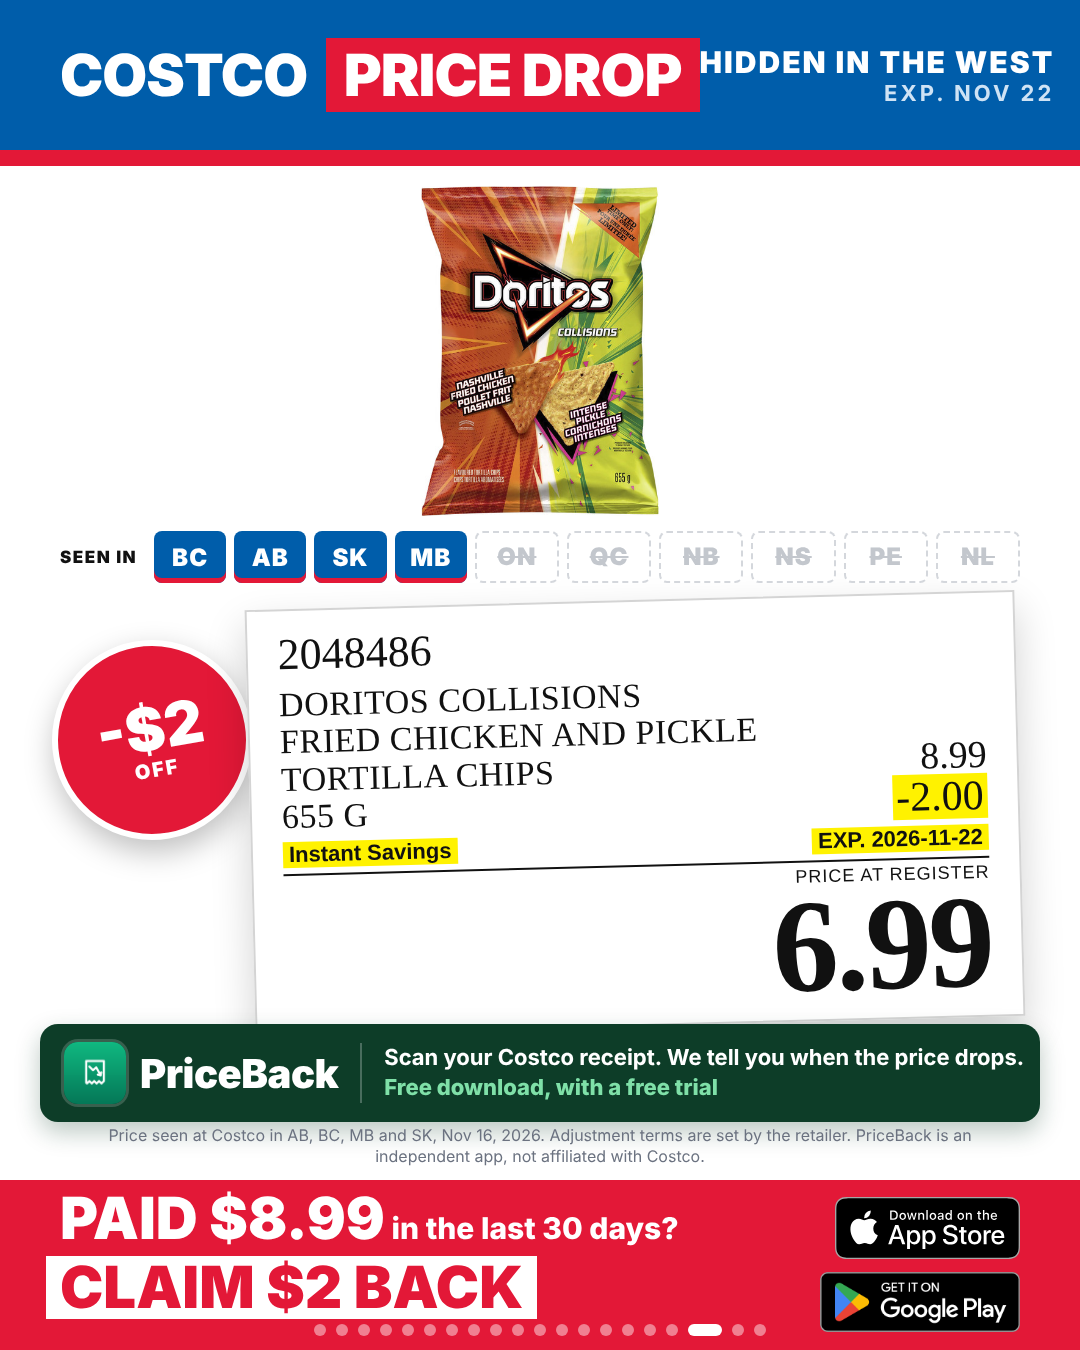 COSTCO PRICE DROP
HIDDEN IN THE WEST
EXP. NOV 22
LIMITED
Doritos
COLLISIONS
NASHVILLE
FRIED CHICKEN
POULET FRIT
NASHVILLE
INTENSE
PICKLE
CORNICHONS
INTENSES
655 g
SEEN IN BC AB SK MB ON QC NB NS PE NL
-$2
OFF
2048486
DORITOS COLLISIONS
FRIED CHICKEN AND PICKLE
TORTILLA CHIPS
655 G
8.99
-2.00
Instant Savings
EXP. 2026-11-22
PRICE AT REGISTER
6.99
PriceBack
Scan your Costco receipt. We tell you when the price drops.
Free download, with a free trial
Price seen at Costco in AB, BC, MB and SK, Nov 16, 2026. Adjustment terms are set by the retailer. PriceBack is an
independent app, not affiliated with Costco.
PAID $8.99 in the last 30 days?
CLAIM $2 BACK
Download on the
App Store
GET IT ON
Google Play